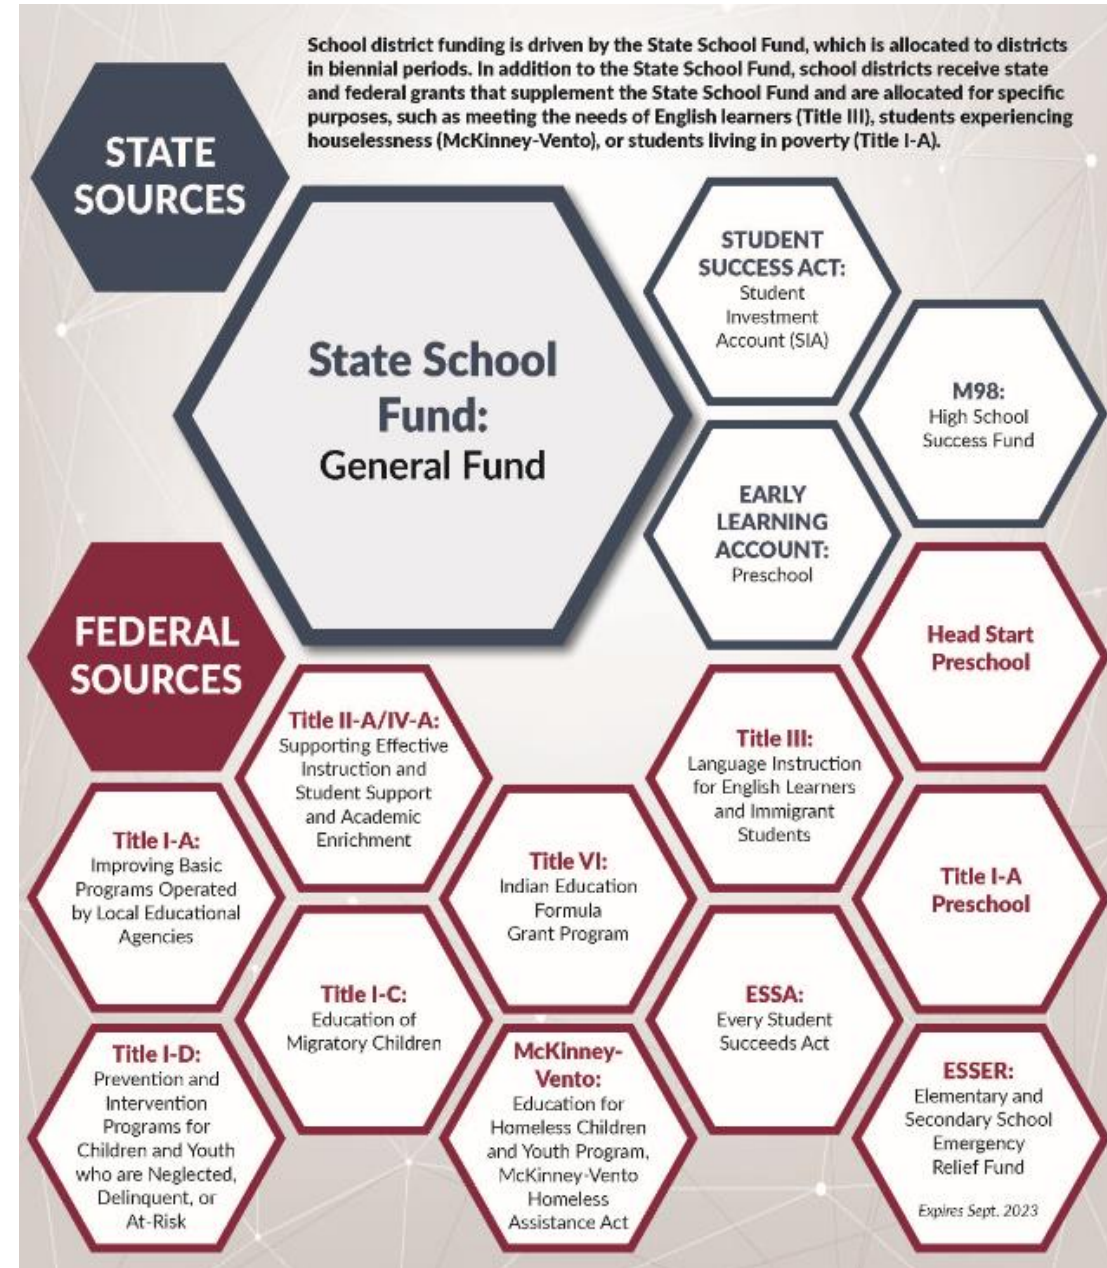 School district funding is driven by the State School Fund, which is allocated to districts
in biennial periods. In addition to the State School Fund, school districts receive state
and federal grants that supplement the State School Fund and are allocated for specific
purposes, such as meeting the needs of English learners (Title III), students experiencing
houselessness (McKinney-Vento), or students living in poverty (Title I-A).
STATE
SOURCES
State School
Fund:
General Fund
STUDENT
SUCCESS ACT:
Student
Investment
Account (SIA)
M98:
High School
Success Fund
EARLY
LEARNING
ACCOUNT:
Preschool
FEDERAL
SOURCES
Head Start
Preschool
Title II-A/IV-A:
Supporting Effective
Instruction and
Student Support
and Academic
Enrichment
Title III:
Language Instruction
for English Learners
and Immigrant
Students
Title I-A:
Improving Basic
Programs Operated
by Local Educational
Agencies
Title VI:
Indian Education
Formula
Grant Program
Title I-A
Preschool
Title I-C:
Education of
Migratory Children
ESSA:
Every Student
Succeeds Act
Title I-D:
Prevention and
Intervention
Programs for
Children and Youth
who are Neglected,
Delinquent, or
At-Risk
McKinney-
Vento:
Education for
Homeless Children
and Youth Program,
McKinney-Vento
Homeless
Assistance Act
ESSER:
Elementary and
Secondary School
Emergency
Relief Fund
Expires Sept. 2023